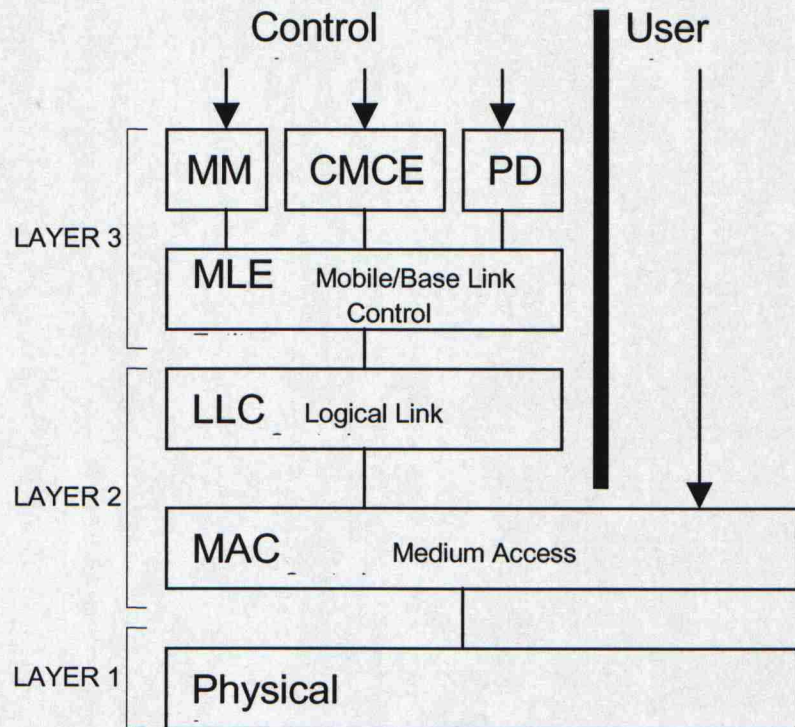 Control
User
MM
CMCE
PD
LAYER 3
MLE Mobile/Base Link
Control
LLC Logical Link
LAYER 2
MAC Medium Access
LAYER 1
Physical